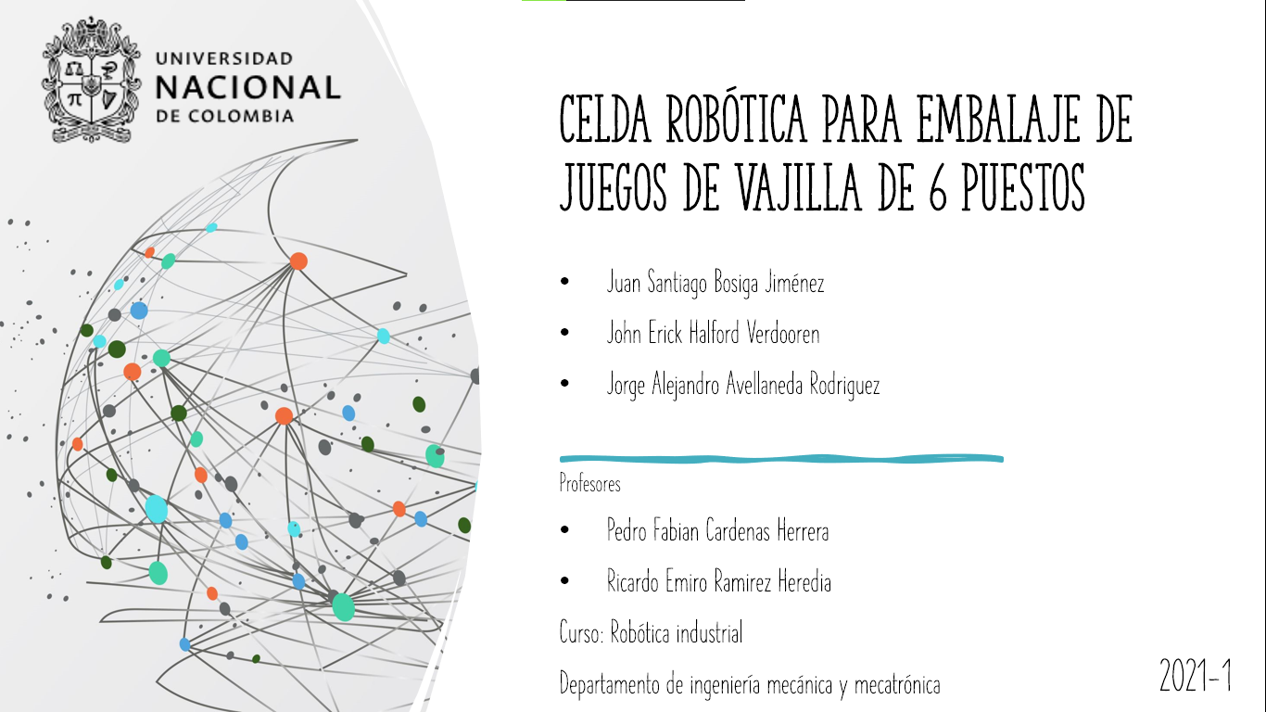 UNIVERSIDAD
NACIONAL
DE COLOMBIA
CELDA ROBÓTICA PARA EMBALAJE DE
JUEGOS DE VAJILLA DE 6 PUESTOS
• Juan Santiago Bosiga Jiménez
• John Erick Halford Verdooren
• Jorge Alejandro Avellaneda Rodriguez
Profesores
• Pedro Fabian Cardenas Herrera
• Ricardo Emiro Ramirez Heredia
Curso: Robótica industrial
Departamento de ingeniería mecánica y mecatrónica
2021-1